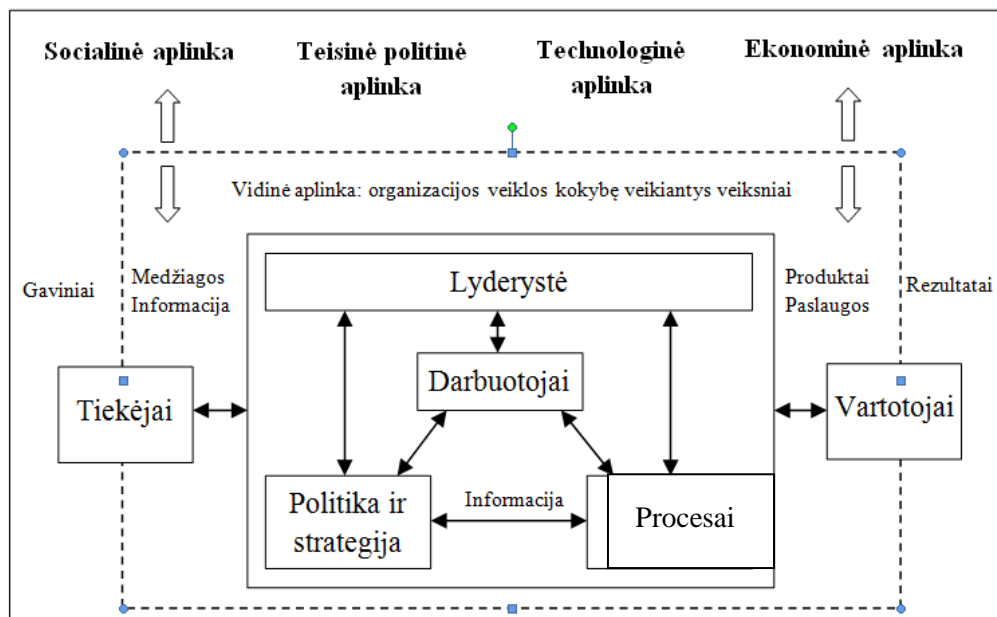 Socialinė aplinka
Teisinė politinė
aplinka
Technologinė
aplinka
Ekonominė aplinka
Vidinė aplinka: organizacijos veiklos kokybę veikiantys veiksniai
Gaviniai
Medžiagos
Informacija
Produktai
Paslaugos
Rezultatai
Lyderystė
Darbuotojai
Tiekėjai
Vartotojai
Politika ir
strategija
Informacija
Procesai